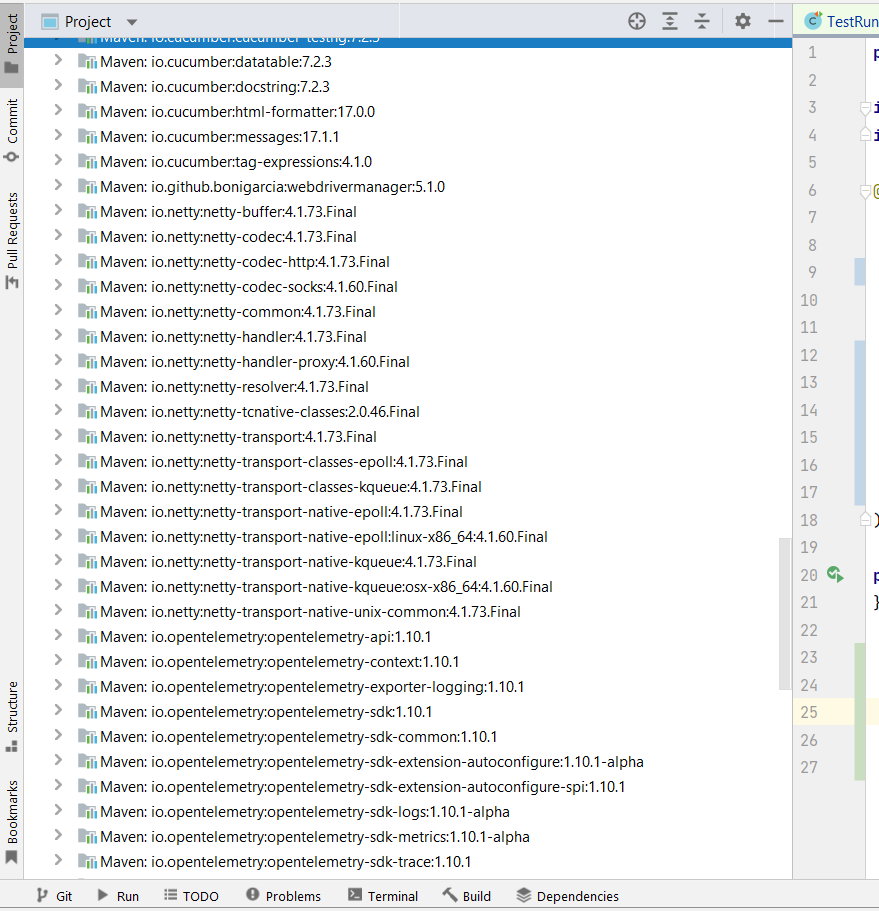 Project
TestRun
Project
Commit
Pull Requests
Structure
Bookmarks
Maven: io.cucumber:cucumber-testng:7.2.3
Maven: io.cucumber:datatable:7.2.3
Maven: io.cucumber:docstring:7.2.3
Maven: io.cucumber:html-formatter:17.0.0
Maven: io.cucumber:messages:17.1.1
Maven: io.cucumber:tag-expressions:4.1.0
Maven: io.github.bonigarcia:webdrivermanager:5.1.0
Maven: io.netty:netty-buffer:4.1.73.Final
Maven: io.netty:netty-codec:4.1.73.Final
Maven: io.netty:netty-codec-http:4.1.73.Final
Maven: io.netty:netty-codec-socks:4.1.60.Final
Maven: io.netty:netty-common:4.1.73.Final
Maven: io.netty:netty-handler:4.1.73.Final
Maven: io.netty:netty-handler-proxy:4.1.60.Final
Maven: io.netty:netty-resolver:4.1.73.Final
Maven: io.netty:netty-tcnative-classes:2.0.46.Final
Maven: io.netty:netty-transport:4.1.73.Final
Maven: io.netty:netty-transport-classes-epoll:4.1.73.Final
Maven: io.netty:netty-transport-classes-kqueue:4.1.73.Final
Maven: io.netty:netty-transport-native-epoll:4.1.73.Final
Maven: io.netty:netty-transport-native-epoll:linux-x86_64:4.1.60.Final
Maven: io.netty:netty-transport-native-kqueue:4.1.73.Final
Maven: io.netty:netty-transport-native-kqueue:osx-x86_64:4.1.60.Final
Maven: io.netty:netty-transport-native-unix-common:4.1.73.Final
Maven: io.opentelemetry:opentelemetry-api:1.10.1
Maven: io.opentelemetry:opentelemetry-context:1.10.1
Maven: io.opentelemetry:opentelemetry-exporter-logging:1.10.1
Maven: io.opentelemetry:opentelemetry-sdk:1.10.1
Maven: io.opentelemetry:opentelemetry-sdk-common:1.10.1
Maven: io.opentelemetry:opentelemetry-sdk-extension-autoconfigure:1.10.1-alpha
Maven: io.opentelemetry:opentelemetry-sdk-extension-autoconfigure-spi:1.10.1
Maven: io.opentelemetry:opentelemetry-sdk-logs:1.10.1-alpha
Maven: io.opentelemetry:opentelemetry-sdk-metrics:1.10.1-alpha
Maven: io.opentelemetry:opentelemetry-sdk-trace:1.10.1
1 p
2
3 i
4 i
5
6 @
7
8
9
10
11
12
13
14
15
16
17
18 )
19
20 p
21 }
22
23
24
25
26
27
Git Run TODO Problems Terminal Build Dependencies